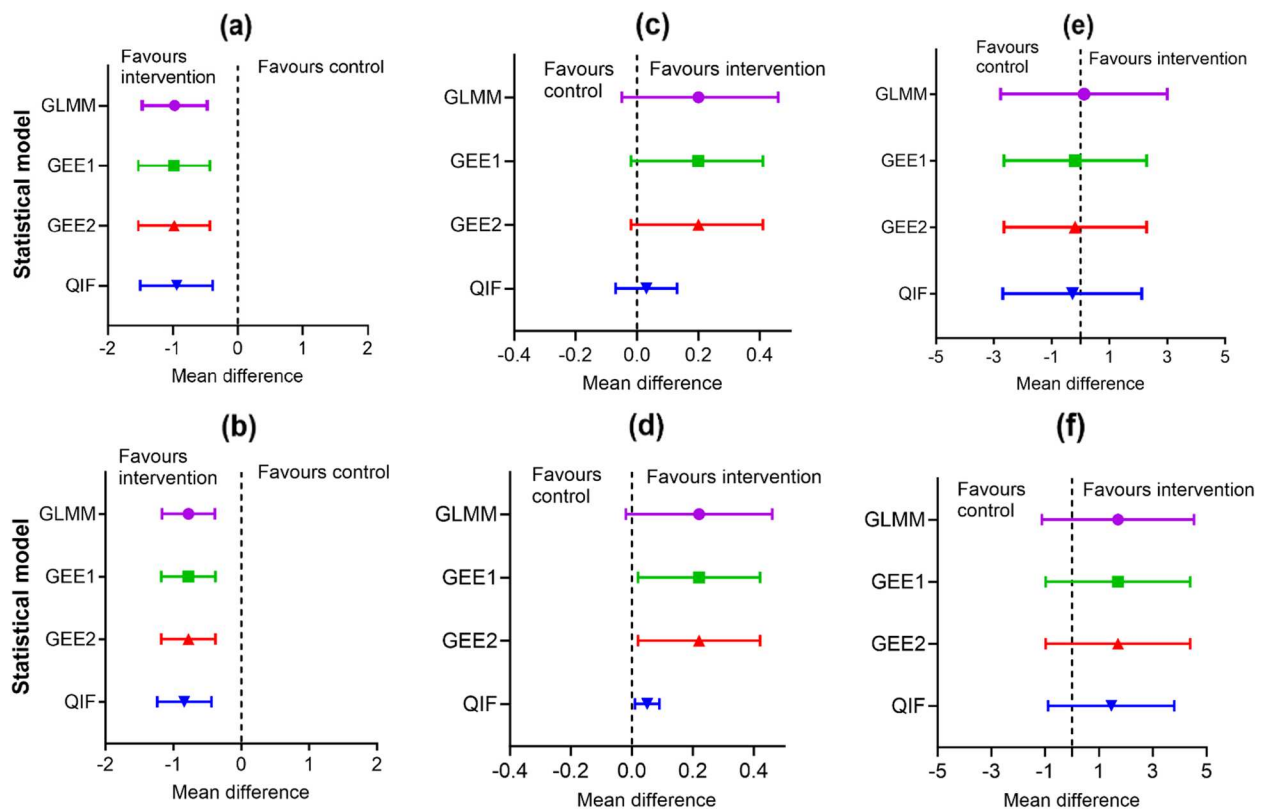 (a)
Favours
intervention
Favours control
Statistical model
GLMM
GEE1
GEE2
QIF
-2 -1 0 1 2
Mean difference
(c)
Favours
control
Favours intervention
GLMM
GEE1
GEE2
QIF
-0.4 -0.2 0.0 0.2 0.4
Mean difference
(e)
Favours
control
Favours intervention
GLMM
GEE1
GEE2
QIF
-5 -3 -1 1 3 5
Mean difference
(b)
Favours
intervention
Favours control
Statistical model
GLMM
GEE1
GEE2
QIF
-2 -1 0 1 2
Mean difference
(d)
Favours
control
Favours intervention
GLMM
GEE1
GEE2
QIF
-0.4 -0.2 0.0 0.2 0.4
Mean difference
(f)
Favours
control
Favours intervention
GLMM
GEE1
GEE2
QIF
-5 -3 -1 1 3 5
Mean difference